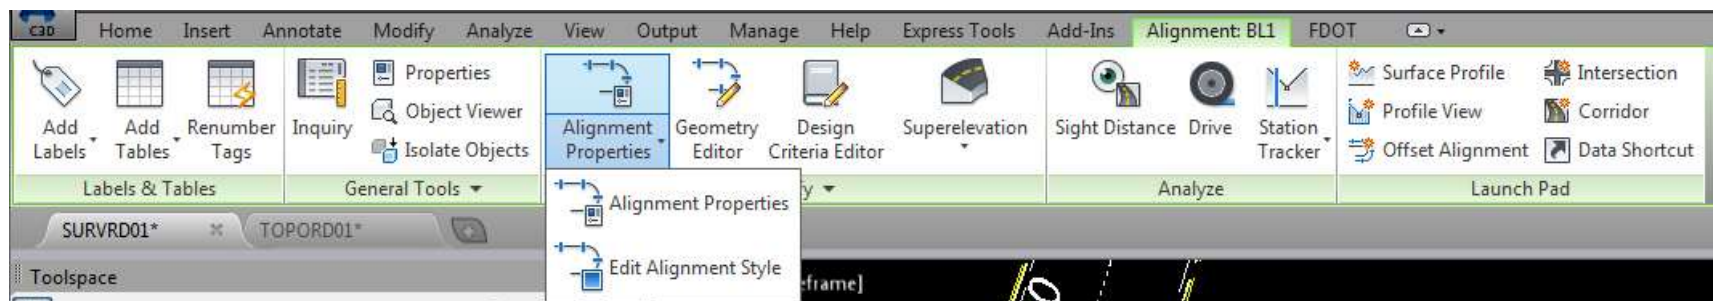 C3D Home Insert Annotate Modify Analyze View Output Manage Help Express Tools Add-Ins Alignment: BL1 FDOT
Add Labels
Add Tables
Renumber Tags
Inquiry
Properties
Object Viewer
Isolate Objects
Alignment Properties
Geometry Editor
Design Criteria Editor
Superelevation
Sight Distance
Drive
Station Tracker
Surface Profile
Profile View
Offset Alignment
Intersection
Corridor
Data Shortcut
Labels & Tables
General Tools
Analyze
Launch Pad
Alignment Properties
Edit Alignment Style
SURVRD01*
TOPORD01*
Toolspace
eframe]